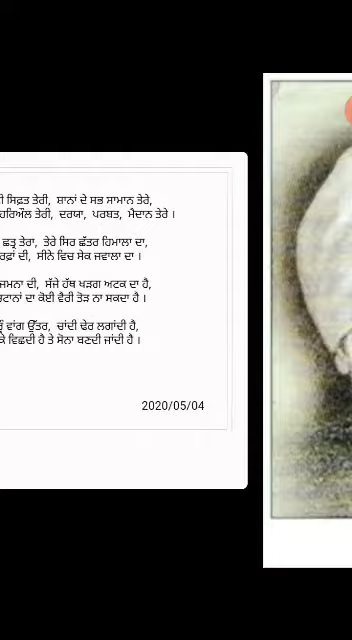 ਸਿਫ਼ਤ ਤੇਰੀ, ਸ਼ਾਨਾਂ ਦੇ ਸਭ ਸਾਮਾਨ ਤੇਰੇ,
ਹਰਿਔਲ ਤੇਰੀ, ਦਰਯਾ, ਪਰਬਤ, ਮੈਦਾਨ ਤੇਰੇ ।
ਛਤ੍ਰ ਤੇਰਾ, ਤੇਰੇ ਸਿਰ ਛੱਤਰ ਹਿਮਾਲਾ ਦਾ,
ਦੀ, ਸੀਨੇ ਵਿਚ ਸੇਕ ਜਵਾਲਾ ਦਾ ।
ਜਮਨਾ ਦੀ, ਸੱਜੇ ਹੱਥ ਖੜਗ ਅਟਕ ਦਾ ਹੈ,
ਦਾ ਕੋਈ ਵੈਰੀ ਤੋੜ ਨਾ ਸਕਦਾ ਹੈ ।
ਵਾਂਗ ਉੱਤਰ, ਚਾਂਦੀ ਢੇਰ ਲਗਾਂਦੀ ਹੈ,
ਕੇ ਵਿਛਦੀ ਹੈ ਤੇ ਸੋਨਾ ਬਣਦੀ ਜਾਂਦੀ ਹੈ ।
2020/05/04